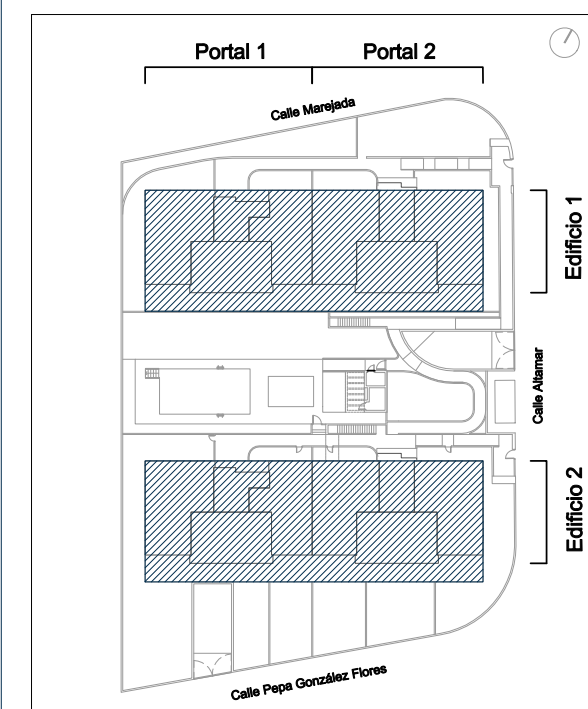 Portal 1 Portal 2
Calle Marejada
Edificio 1
Calle Altamar
Edificio 2
Calle Pepa González Flores